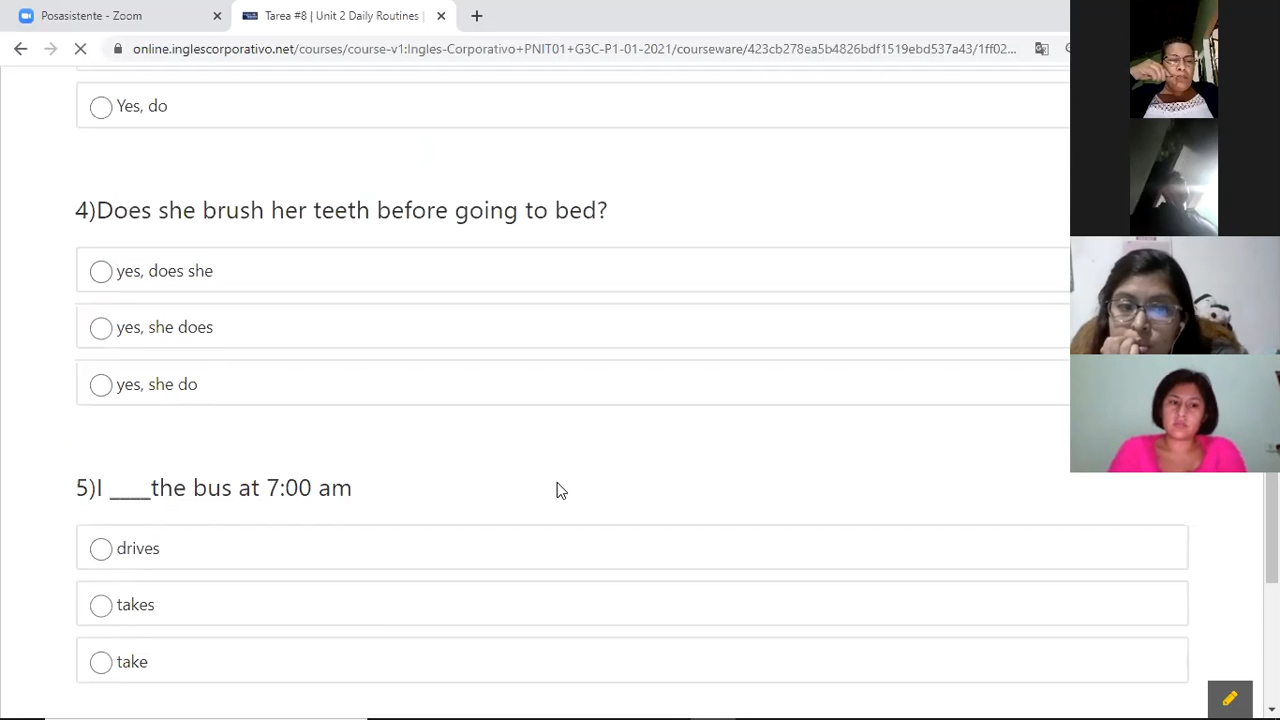 Posasistente - Zoom
Tarea #8 | Unit 2 Daily Routines |
online.inglescorporativo.net/courses/course-v1:Ingles-Corporativo+PNIT01+G3C-P1-01-2021/courseware/423cb278ea5b4826bdf1519ebd537a43/1ff02...
Yes, do
4)Does she brush her teeth before going to bed?
yes, does she
yes, she does
yes, she do
5)I ____the bus at 7:00 am
drives
takes
take